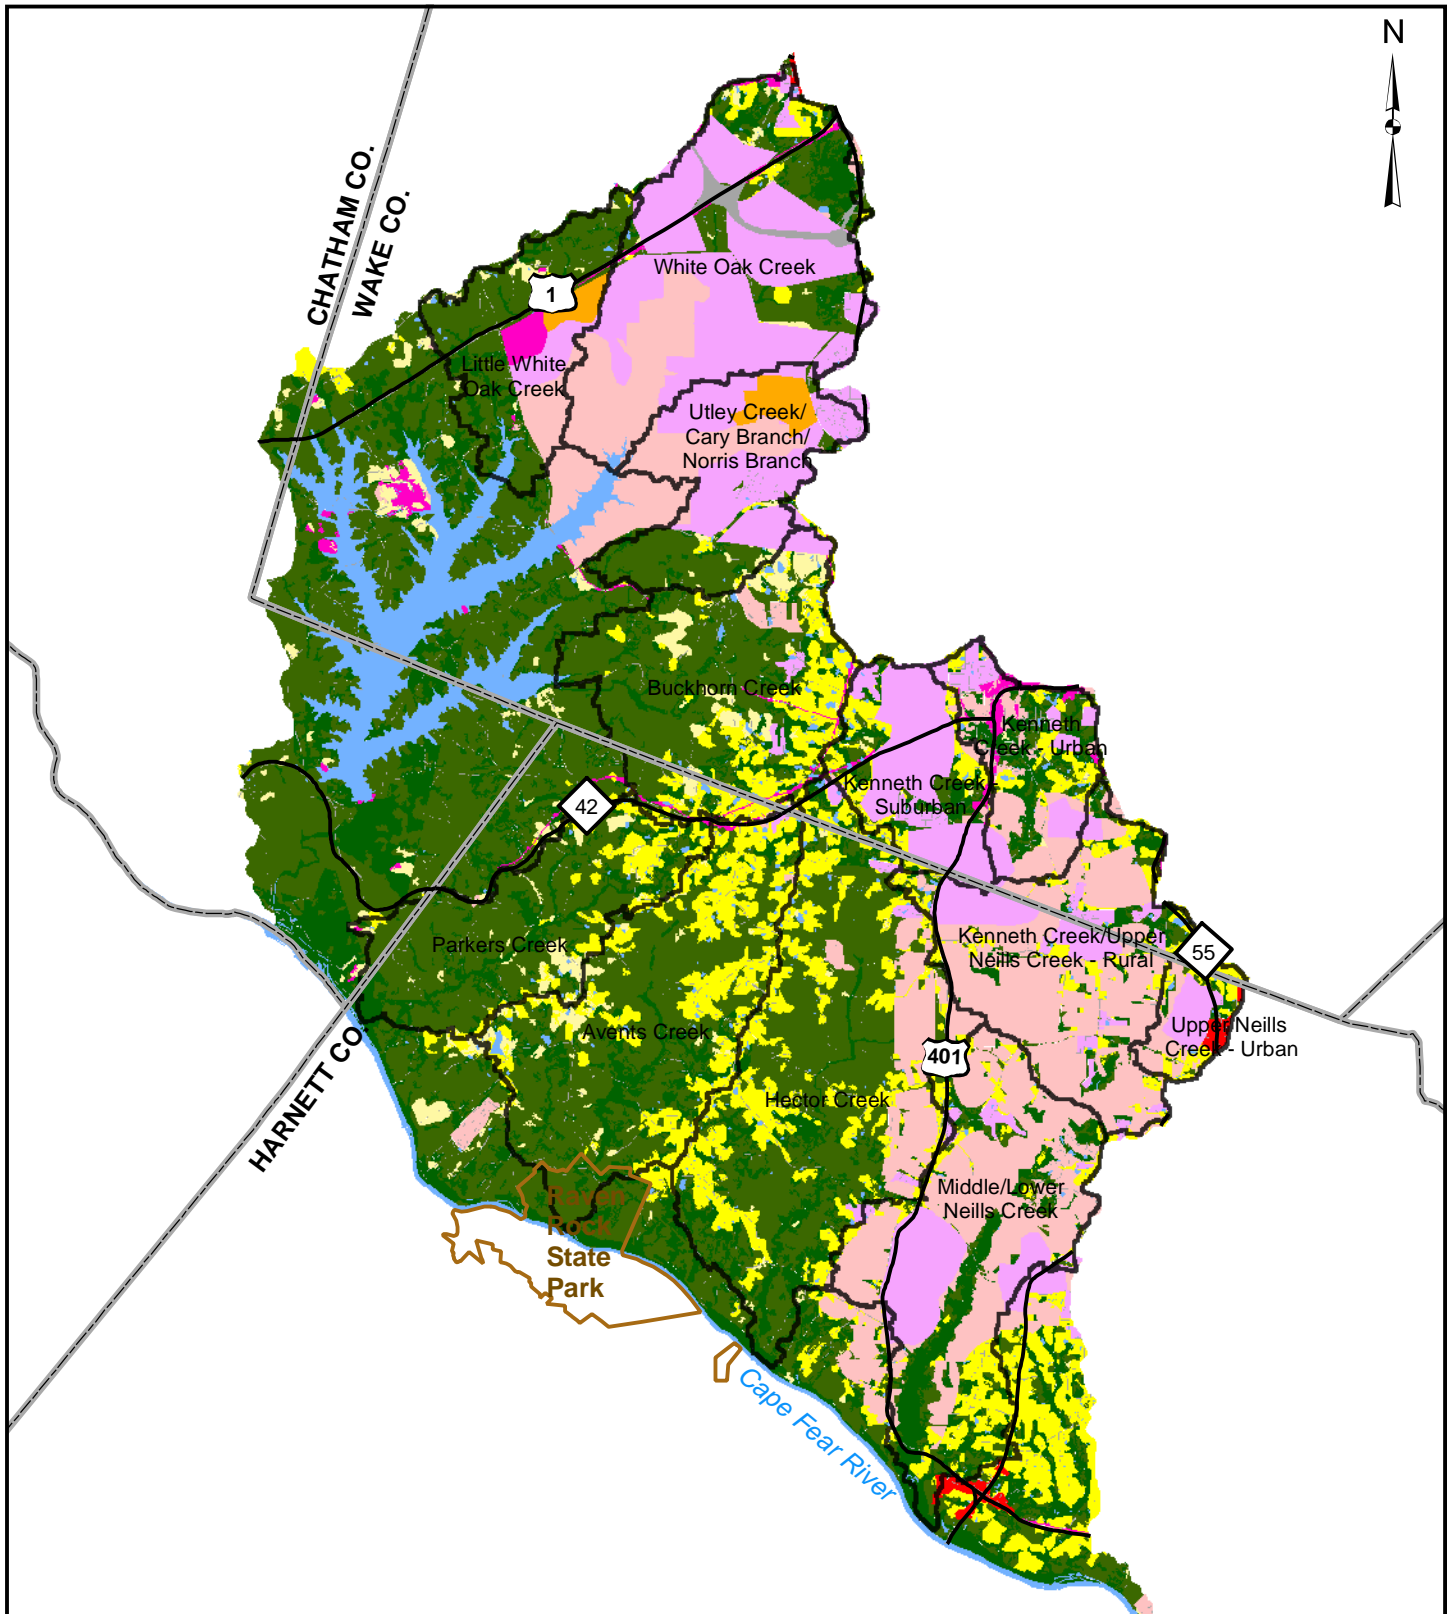 N
CHATHAM CO.
WAKE CO.
White Oak Creek
1
Little White
Oak Creek
Utley Creek/
Cary Branch/
Norris Branch
Buckhorn Creek
Kenneth
Creek - Urban
Kenneth Creek -
Suburban
42
Parkers Creek
Kenneth Creek/Upper
Neills Creek - Rural
55
Avents Creek
Upper Neills
Creek - Urban
401
HARNETT CO.
Hector Creek
Middle/Lower
Neills Creek
Raven
Rock
State
Park
Cape Fear River